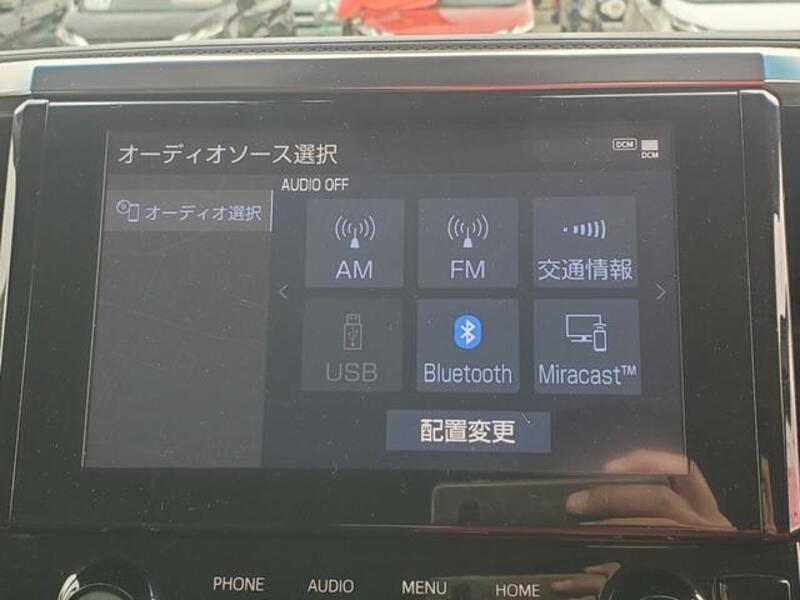 オーディオソース選択
DCM
DCM
AUDIO OFF
オーディオ選択
AM
FM
交通情報
USB
Bluetooth
Miracast™
配置変更
PHONE
AUDIO
MENU
HOME